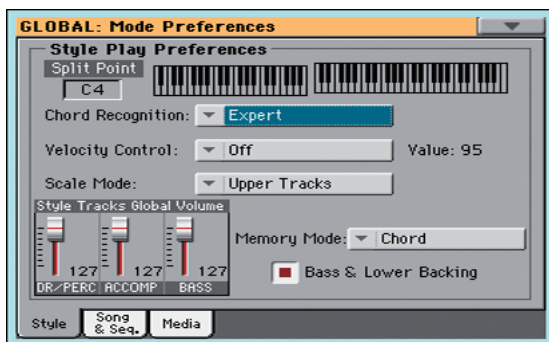 GLOBAL: Mode Preferences
Style Play Preferences
Split Point
C4
Chord Recognition: Expert
Velocity Control: Off Value: 95
Scale Mode: Upper Tracks
Style Tracks Global Volume
127 127 127
DR/PERC ACCOMP BASS
Memory Mode: Chord
Bass & Lower Backing
Style Song & Seq. Media